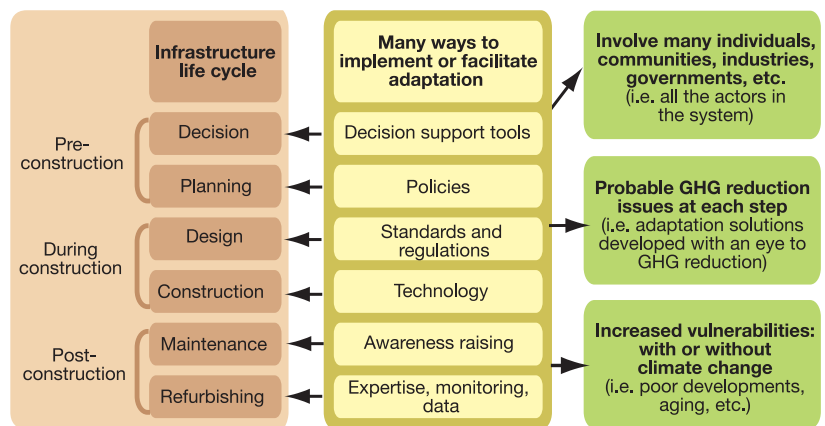 Infrastructure
life cycle
Pre-
construction
Decision
Planning
During
construction
Design
Construction
Post-
construction
Maintenance
Refurbishing
Many ways to
implement or facilitate
adaptation
Decision support tools
Policies
Standards and
regulations
Technology
Awareness raising
Expertise, monitoring,
data
Involve many individuals,
communities, industries,
governments, etc.
(i.e. all the actors in
the system)
Probable GHG reduction
issues at each step
(i.e. adaptation solutions
developed with an eye to
GHG reduction)
Increased vulnerabilities:
with or without
climate change
(i.e. poor developments,
aging, etc.)